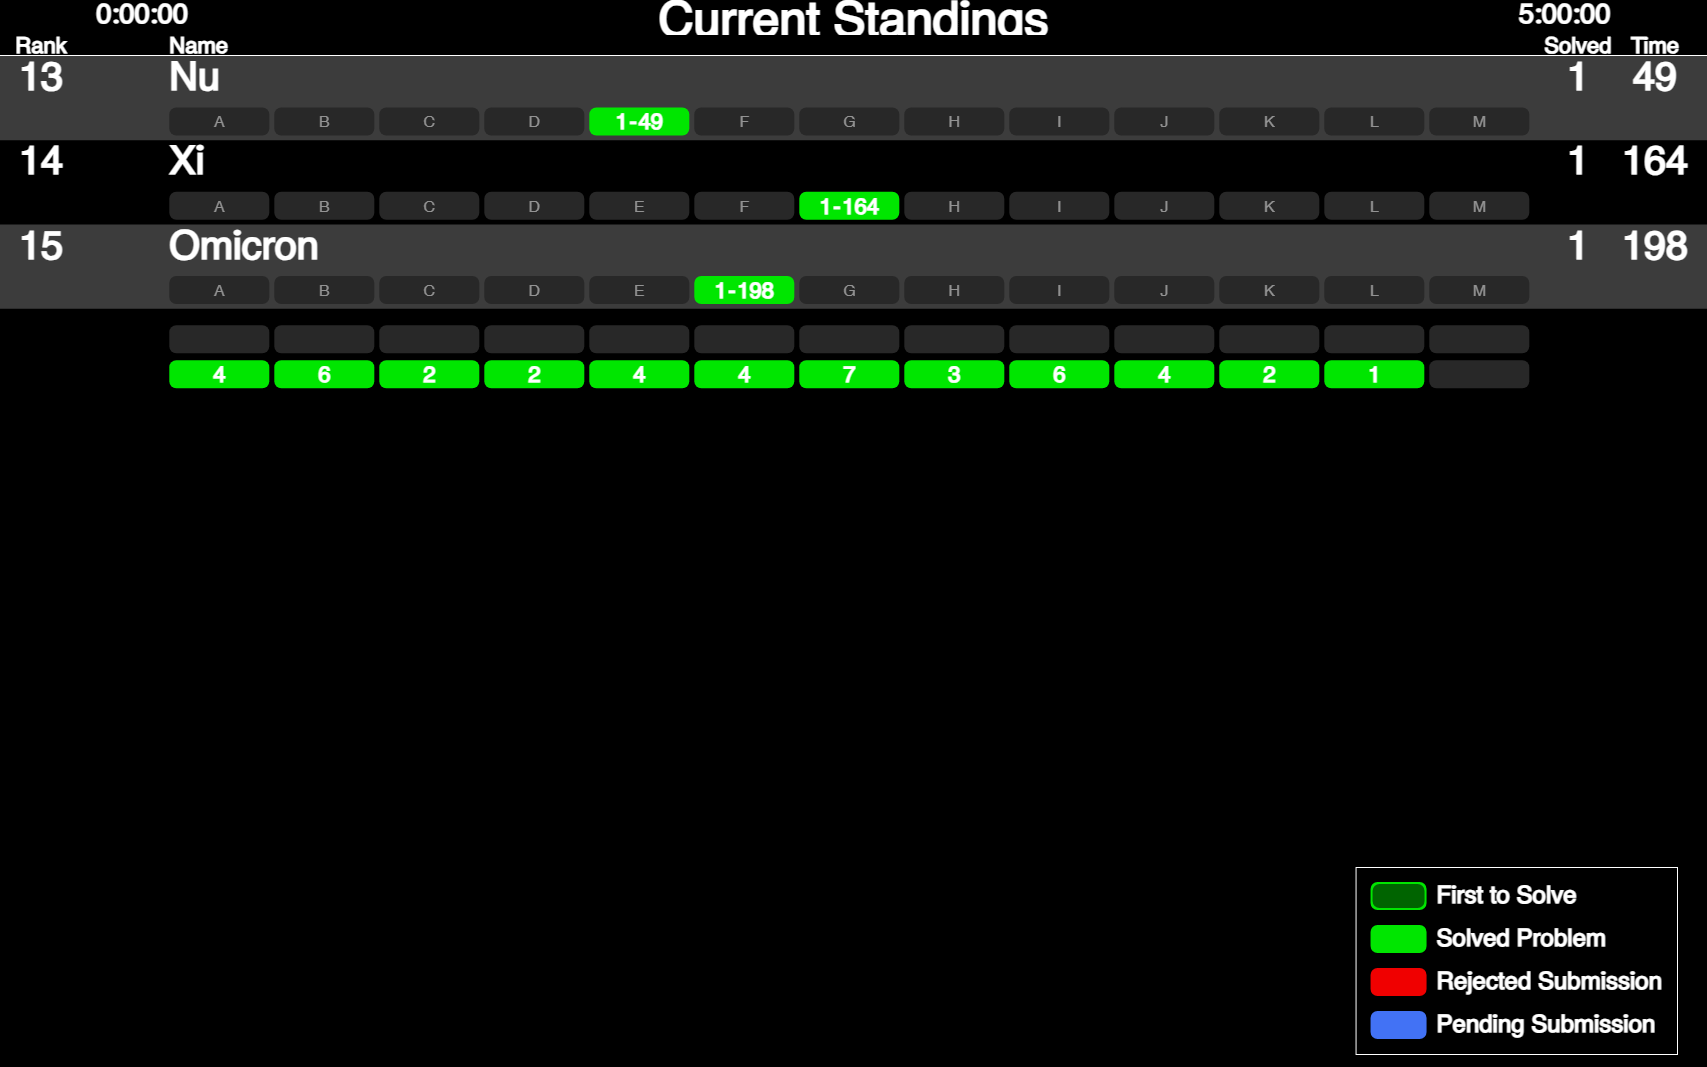 0:00:00 Current Standings 5:00:00
Rank Name Solved Time
13 Nu 1 49
A B C D 1-49 F G H I J K L M
14 Xi 1 164
A B C D E F 1-164 H I J K L M
15 Omicron 1 198
A B C D E 1-198 G H I J K L M
4 6 2 2 4 4 7 3 6 4 2 1
First to Solve
Solved Problem
Rejected Submission
Pending Submission